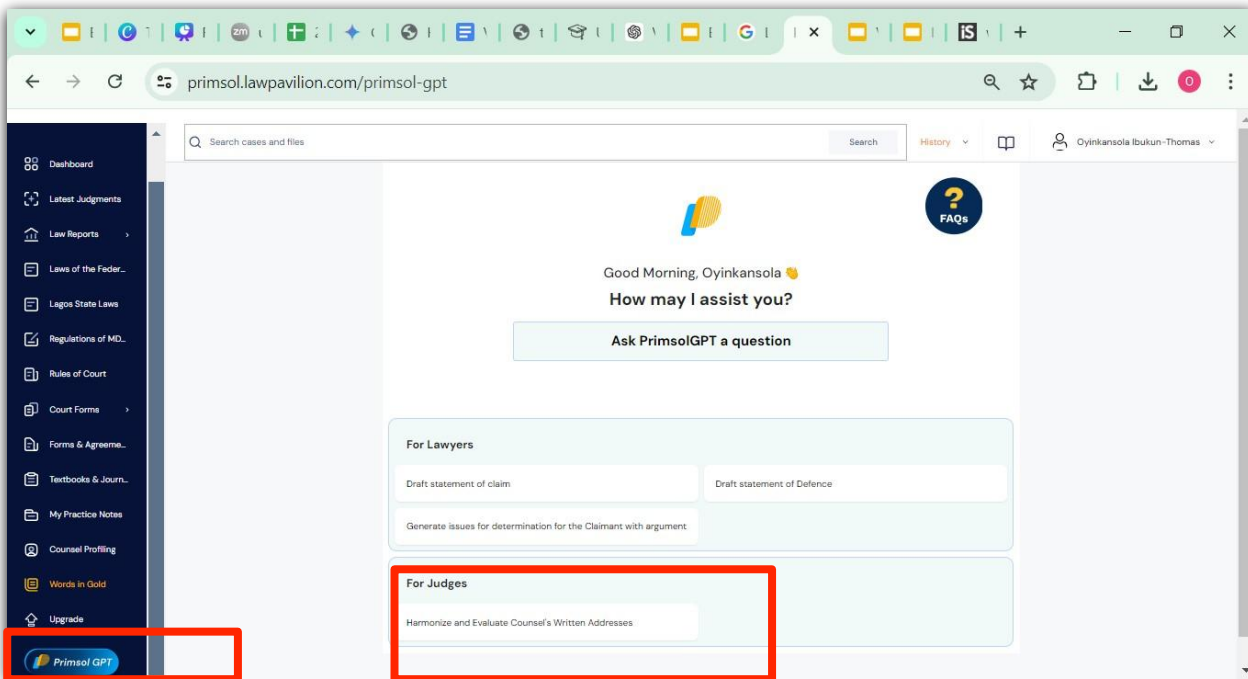 zm
iS
primsol.lawpavilion.com/primsol-gpt
O
Search cases and files
Search
History
Oyinkansola Ibukun-Thomas
Dashboard
Latest Judgments
Law Reports
Laws of the Feder...
Lagos State Laws
Regulations of MD...
Rules of Court
Court Forms
Forms & Agreeme...
Textbooks & Journ...
My Practice Notes
Counsel Profiling
Words in Gold
Upgrade
Primsol GPT
?
FAQs
Good Morning, Oyinkansola 👋
How may I assist you?
Ask PrimsolGPT a question
For Lawyers
Draft statement of claim
Draft statement of Defence
Generate issues for determination for the Claimant with argument
For Judges
Harmonize and Evaluate Counsel's Written Addresses